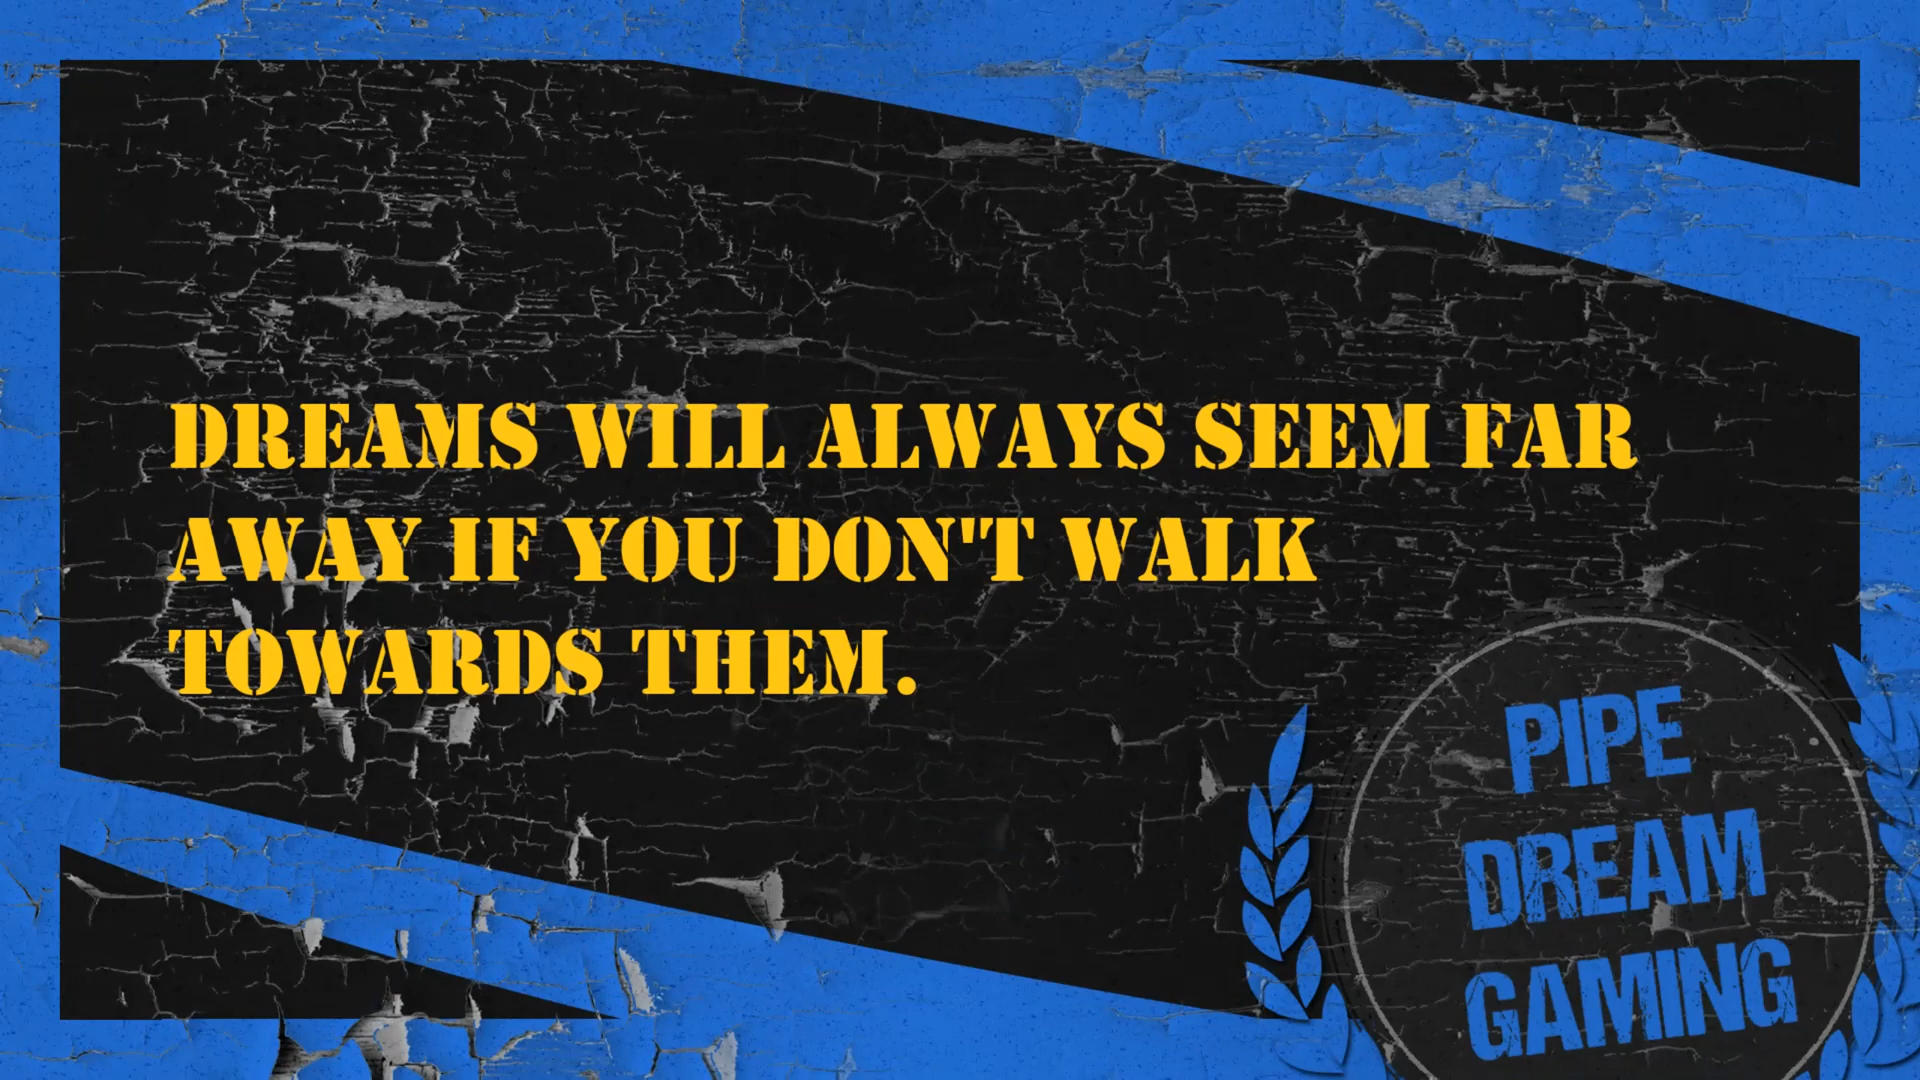 DREAMS WILL ALWAYS SEEM FAR
AWAY IF YOU DON'T WALK
TOWARDS THEM.
PIPE
DREAM
GAMING